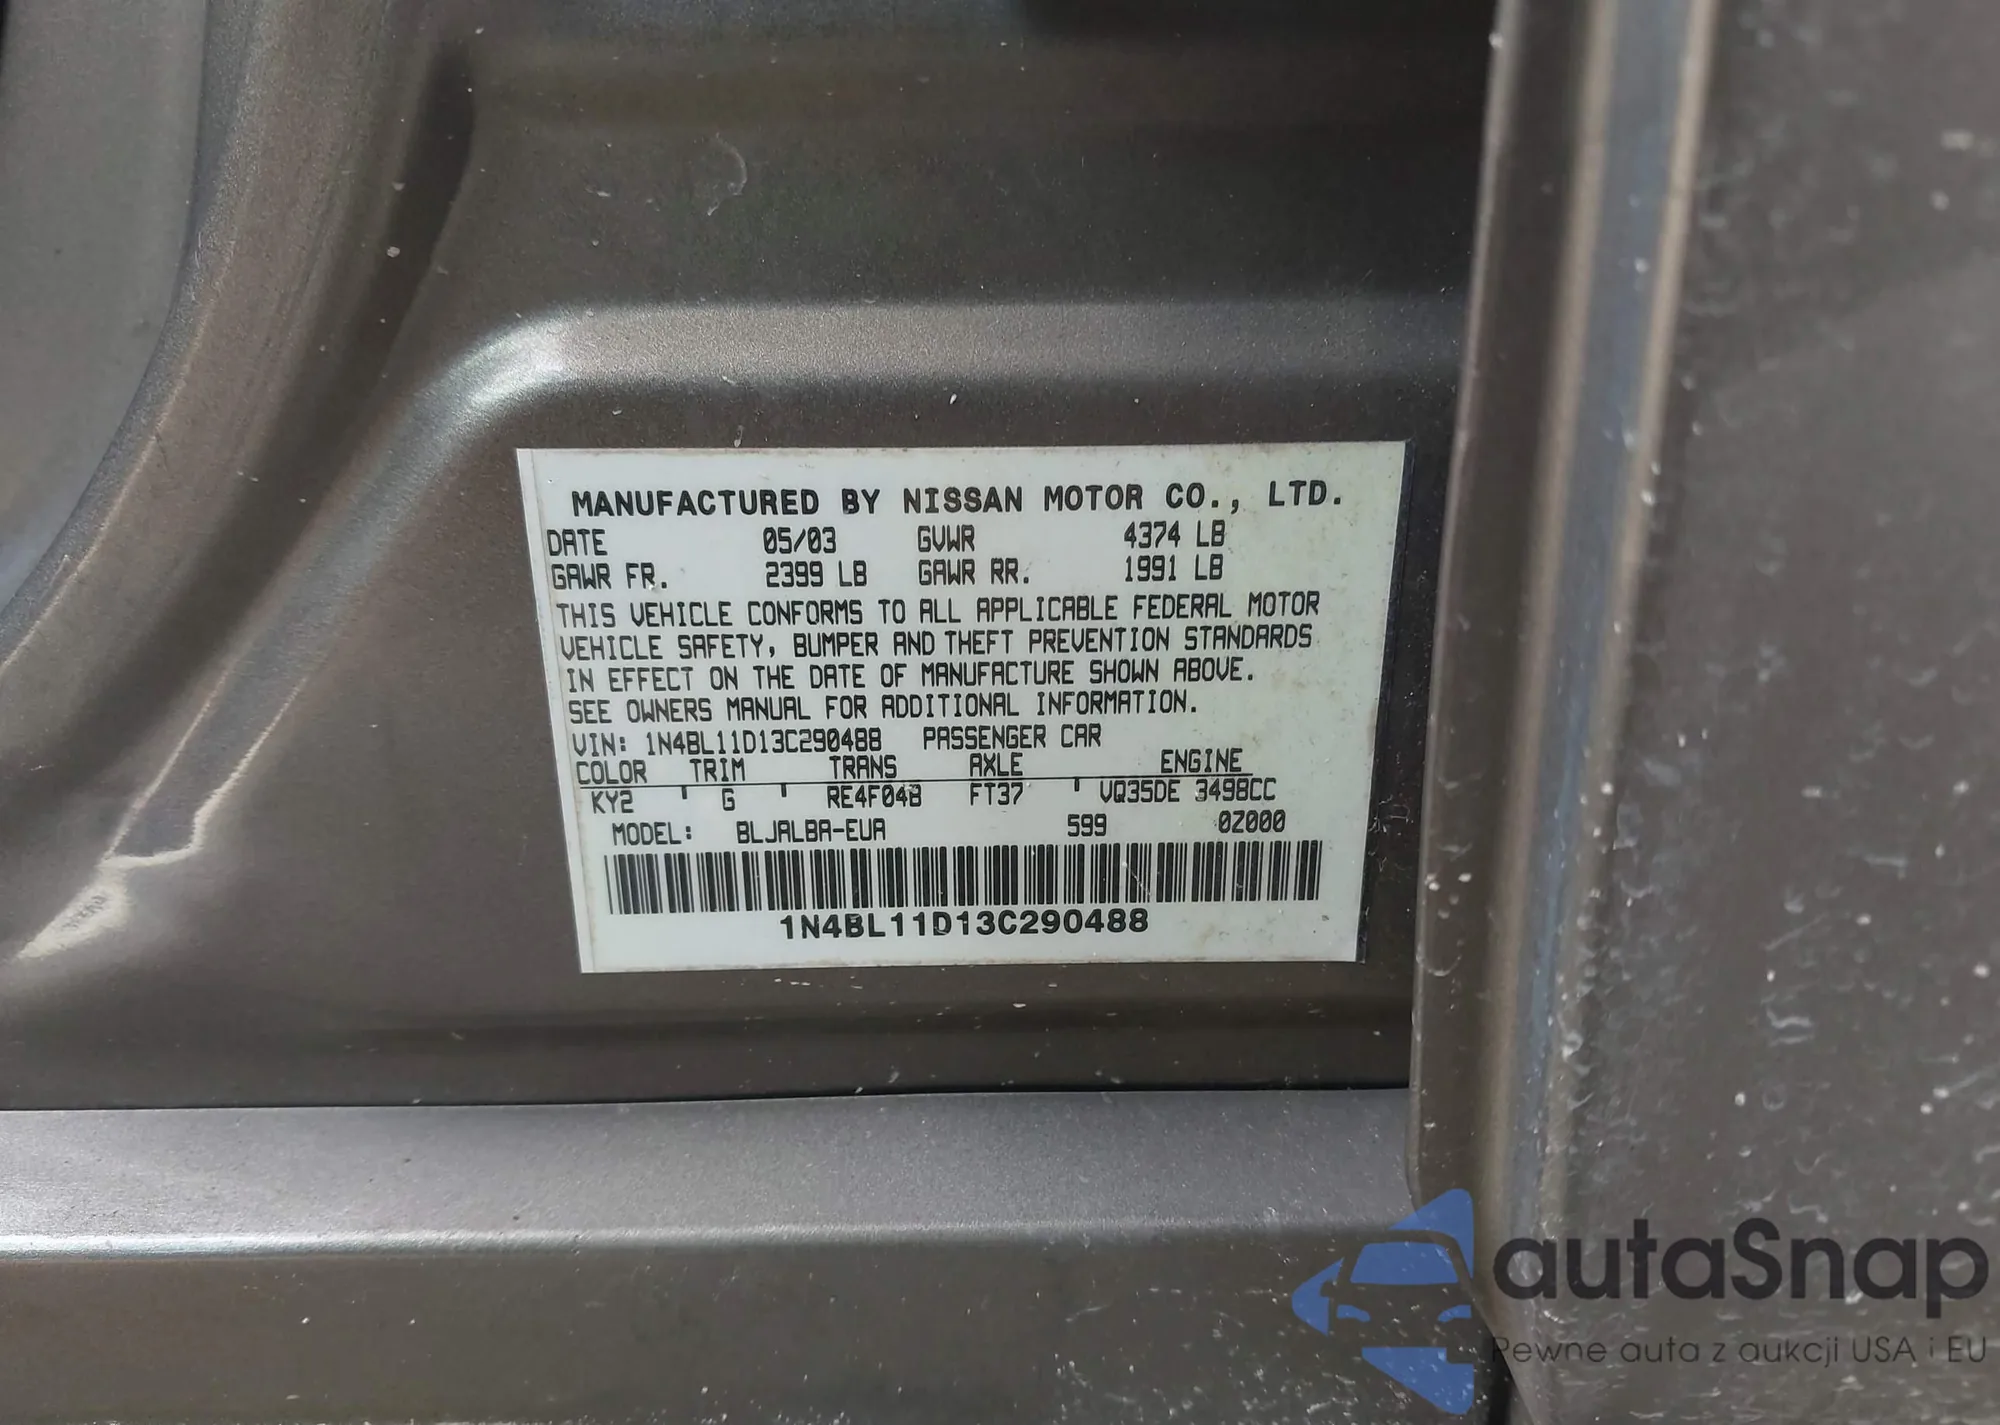 MANUFACTURED BY NISSAN MOTOR CO., LTD.
DATE 05/03 GVWR 4374 LB
GAWR FR. 2399 LB GAWR RR. 1991 LB
THIS VEHICLE CONFORMS TO ALL APPLICABLE FEDERAL MOTOR
VEHICLE SAFETY, BUMPER AND THEFT PREVENTION STANDARDS
IN EFFECT ON THE DATE OF MANUFACTURE SHOWN ABOVE.
SEE OWNERS MANUAL FOR ADDITIONAL INFORMATION.
VIN: 1N4BL11D13C290488 PASSENGER CAR
COLOR TRIM TRANS AXLE ENGINE
KY2 ' G ' RE4F04B FT37 ' VQ35DE 3498CC
MODEL: BLJALBA-EUA 599 0Z000
1N4BL11D13C290488
autaSnap
Pewne auta z aukcji USA i EU